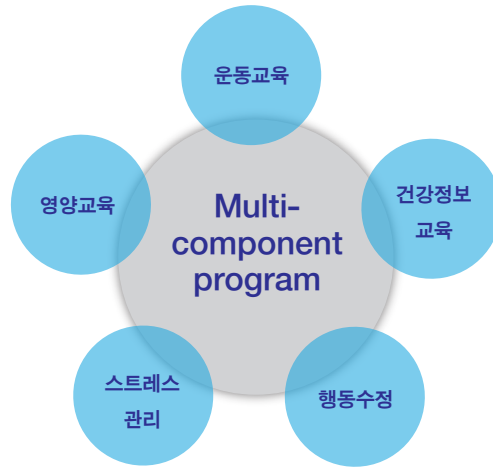 운동교육
영양교육
건강정보
교육
Multi-
component
program
스트레스
관리
행동수정